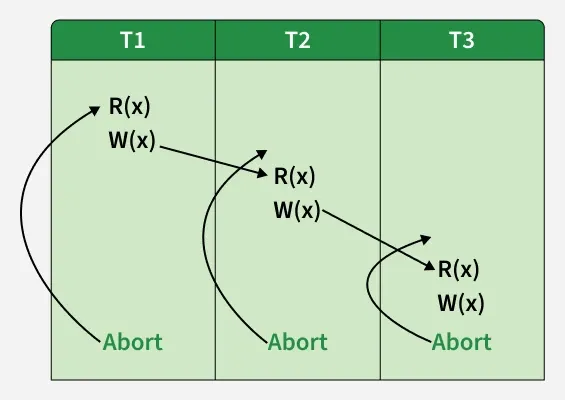 T1 T2 T3
R(x)
W(x)
R(x)
W(x)
R(x)
W(x)
Abort Abort Abort